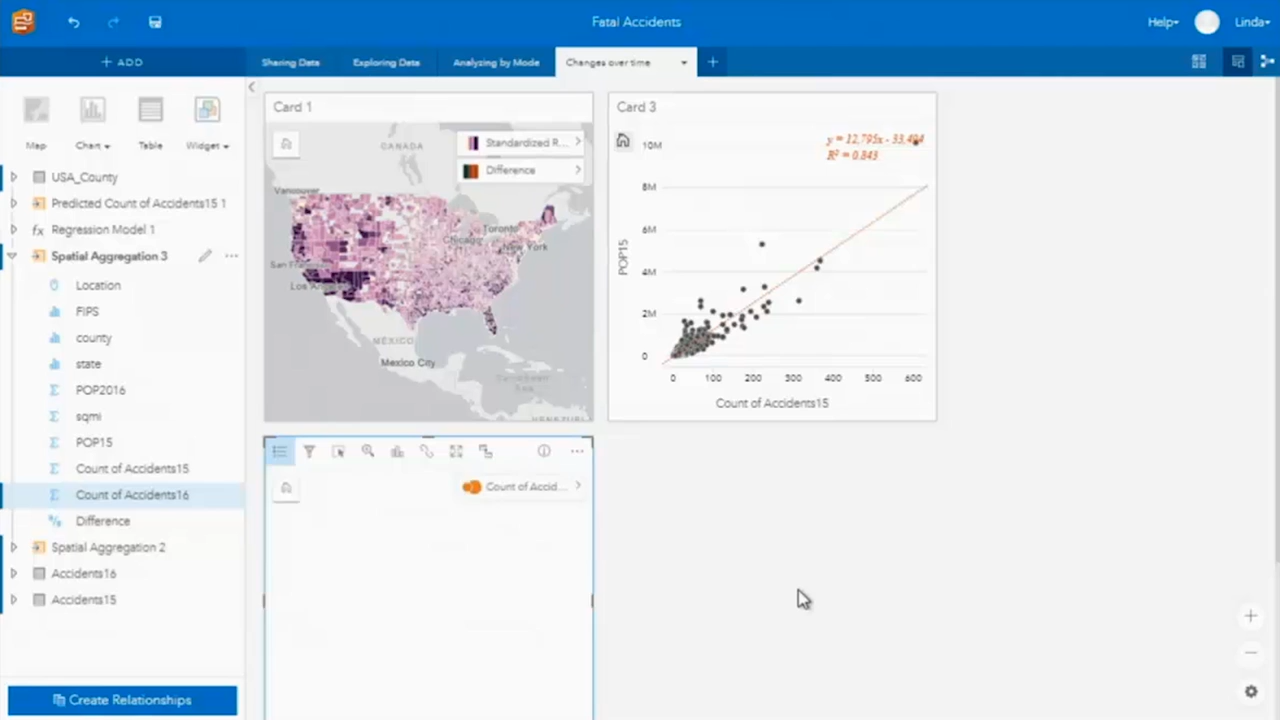 Fatal Accidents
Help
Linda
+ ADD
Sharing Data
Exploring Data
Analyzing by Mode
Changes over time
+
Map
Chart
Table
Widget
USA_County
Predicted Count of Accidents15 1
fx Regression Model 1
Spatial Aggregation 3
Location
FIPS
county
state
POP2016
sqmi
POP15
Count of Accidents15
Count of Accidents16
Difference
Spatial Aggregation 2
Accidents16
Accidents15
Create Relationships
Card 1
Standardized R...
Difference
CANADA
Vancouver
Toronto
Chicago
New York
San Fran
Los A
MEXICO
Mexico City
Card 3
y = 12,795x - 33,494
R² = 0.843
10M
8M
6M
4M
2M
0
POP15
0 100 200 300 400 500 600
Count of Accidents15
Count of Accid...